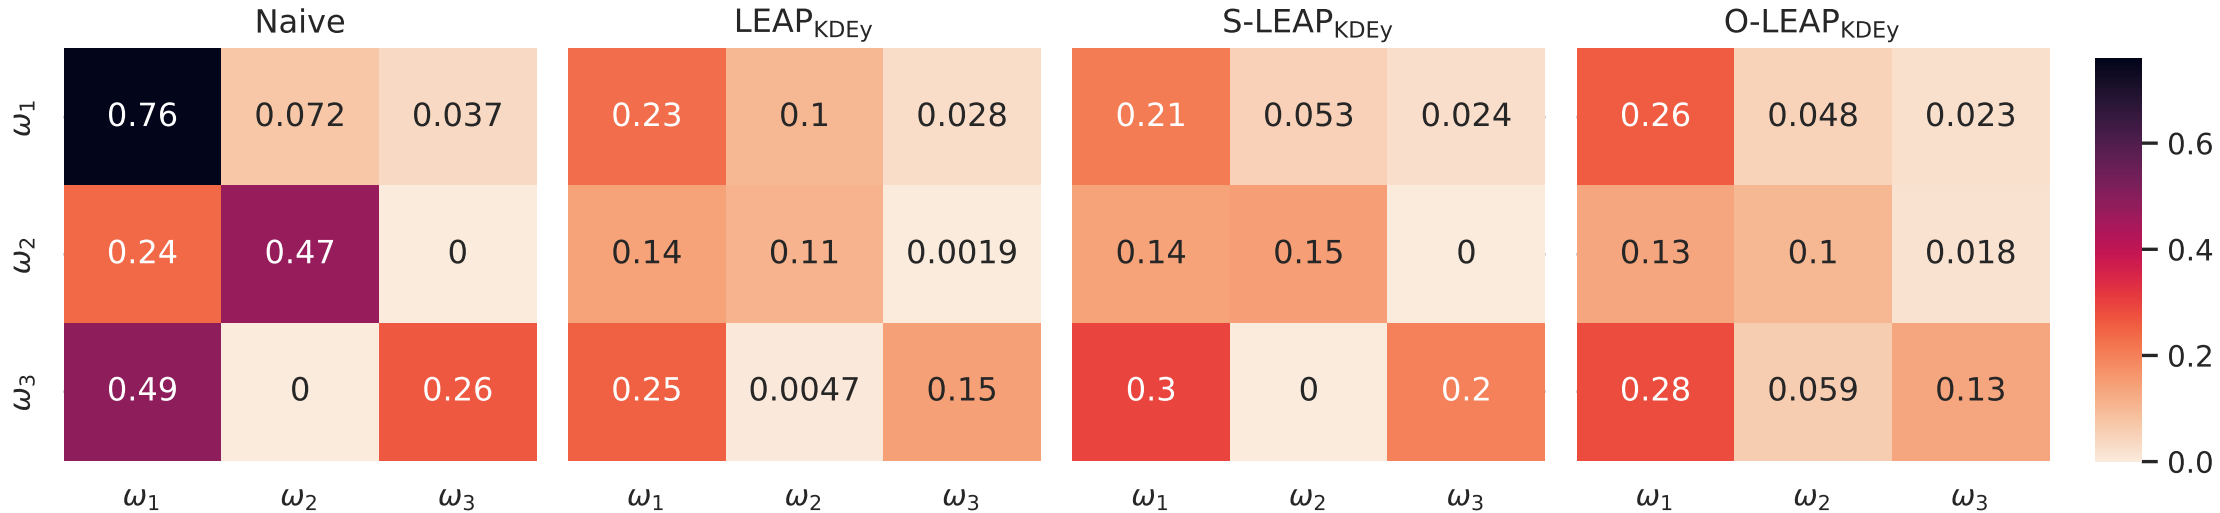 Naive LEAP_KDEy S-LEAP_KDEy O-LEAP_KDEy
ω1 0.76 0.072 0.037 0.23 0.1 0.028 0.21 0.053 0.024 0.26 0.048 0.023
0.6
ω2 0.24 0.47 0 0.14 0.11 0.0019 0.14 0.15 0 0.13 0.1 0.018
0.4
0.2
ω3 0.49 0 0.26 0.25 0.0047 0.15 0.3 0 0.2 0.28 0.059 0.13
0.0
ω1 ω2 ω3 ω1 ω2 ω3 ω1 ω2 ω3 ω1 ω2 ω3